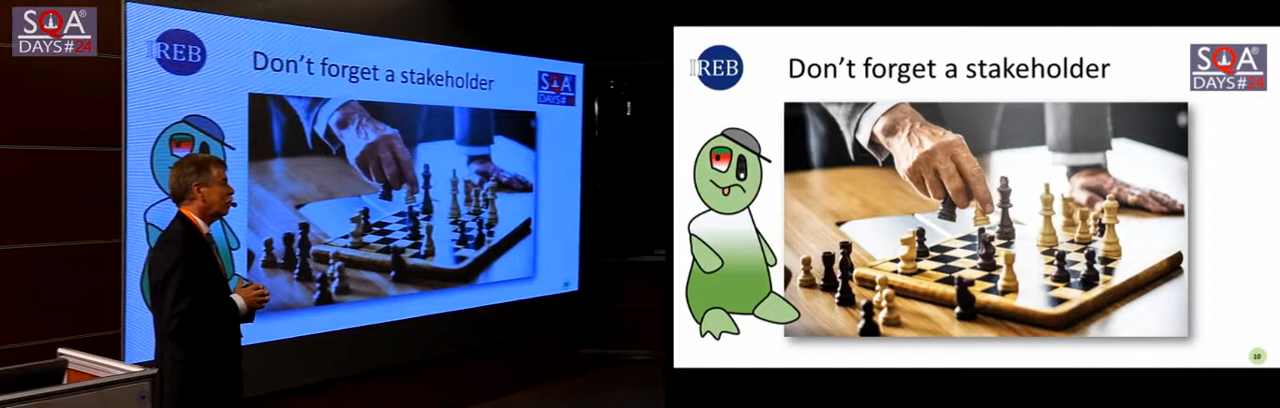 SQA®
DAYS#24
IREB
Don't forget a stakeholder
SQA
DAYS#24
IREB
Don't forget a stakeholder
SQA®
DAYS#24
10